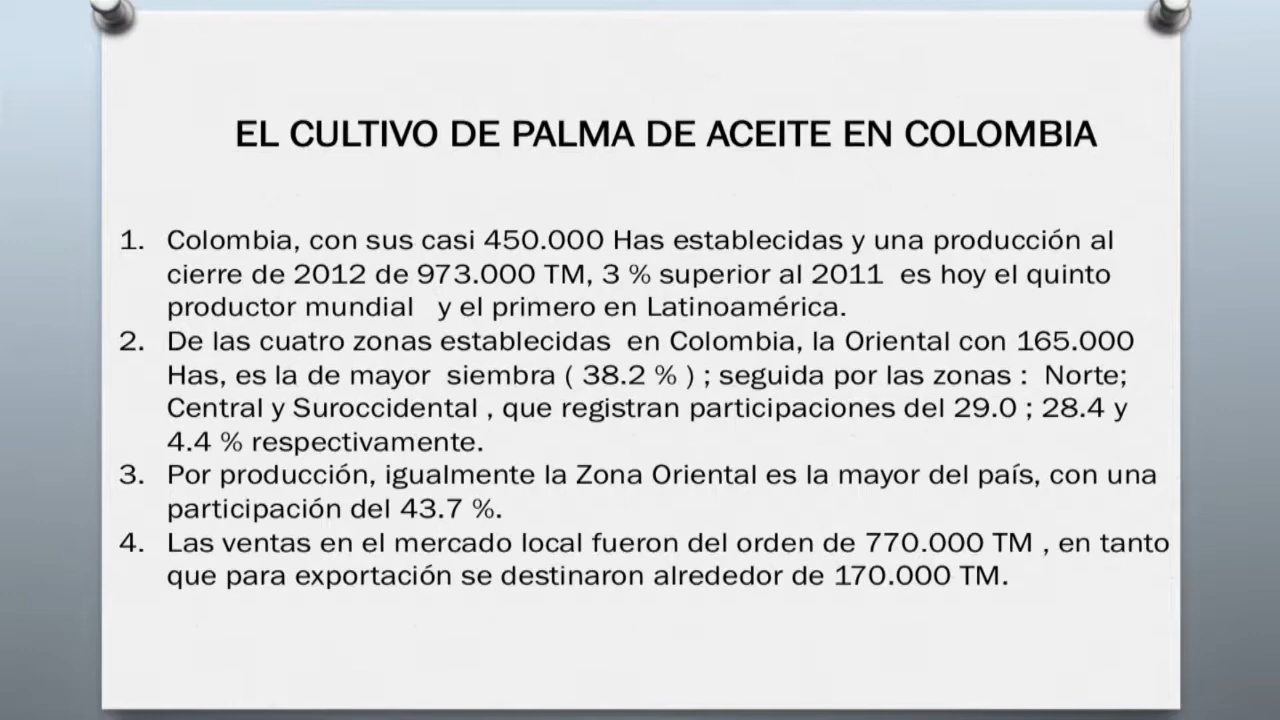 EL CULTIVO DE PALMA DE ACEITE EN COLOMBIA
1. Colombia, con sus casi 450.000 Has establecidas y una producción al
cierre de 2012 de 973.000 TM, 3 % superior al 2011 es hoy el quinto
productor mundial y el primero en Latinoamérica.
2. De las cuatro zonas establecidas en Colombia, la Oriental con 165.000
Has, es la de mayor siembra ( 38.2 % ) ; seguida por las zonas : Norte;
Central y Suroccidental , que registran participaciones del 29.0 ; 28.4 y
4.4 % respectivamente.
3. Por producción, igualmente la Zona Oriental es la mayor del país, con una
participación del 43.7 %.
4. Las ventas en el mercado local fueron del orden de 770.000 TM , en tanto
que para exportación se destinaron alrededor de 170.000 TM.